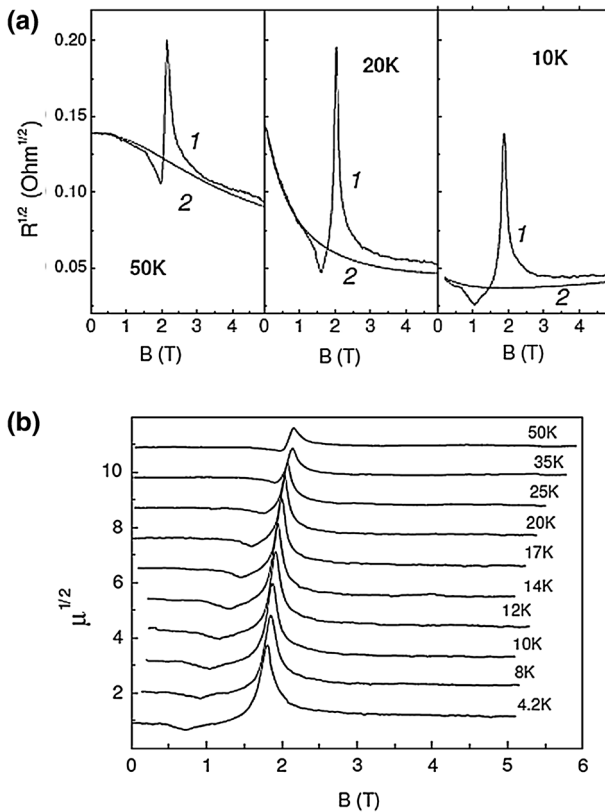 (a)
0.20
0.15
0.10
0.05
R1/2 (Ohm1/2)
1
2
50K
20K
1
2
10K
1
2
0 1 2 3 4
0 1 2 3 4
0 1 2 3 4
B (T)
B (T)
B (T)
(b)
10
8
6
4
2
μ1/2
50K
35K
25K
20K
17K
14K
12K
10K
8K
4.2K
0 1 2 3 4 5 6
B (T)